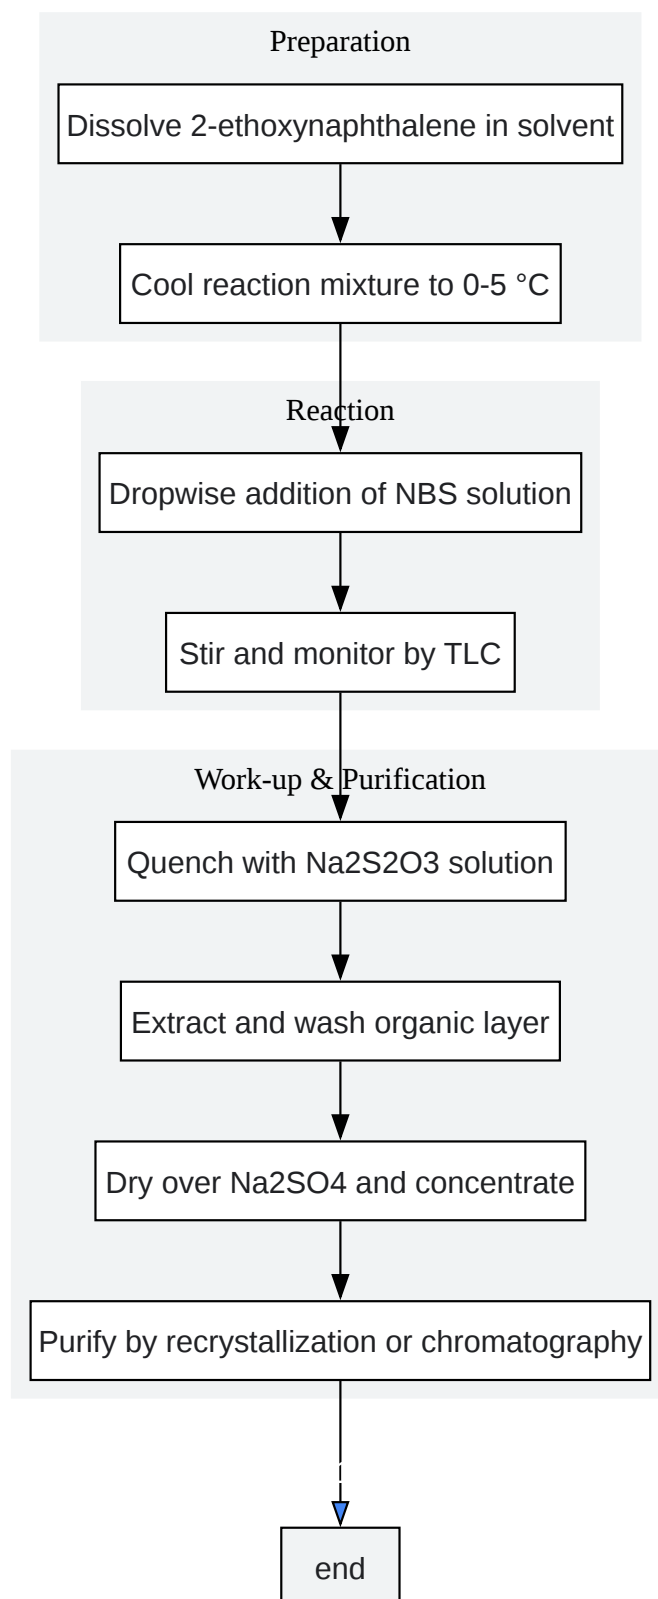 Preparation
Dissolve 2-ethoxynaphthalene in solvent
Cool reaction mixture to 0-5 °C
Reaction
Dropwise addition of NBS solution
Stir and monitor by TLC
Work-up & Purification
Quench with Na2S2O3 solution
Extract and wash organic layer
Dry over Na2SO4 and concentrate
Purify by recrystallization or chromatography
end